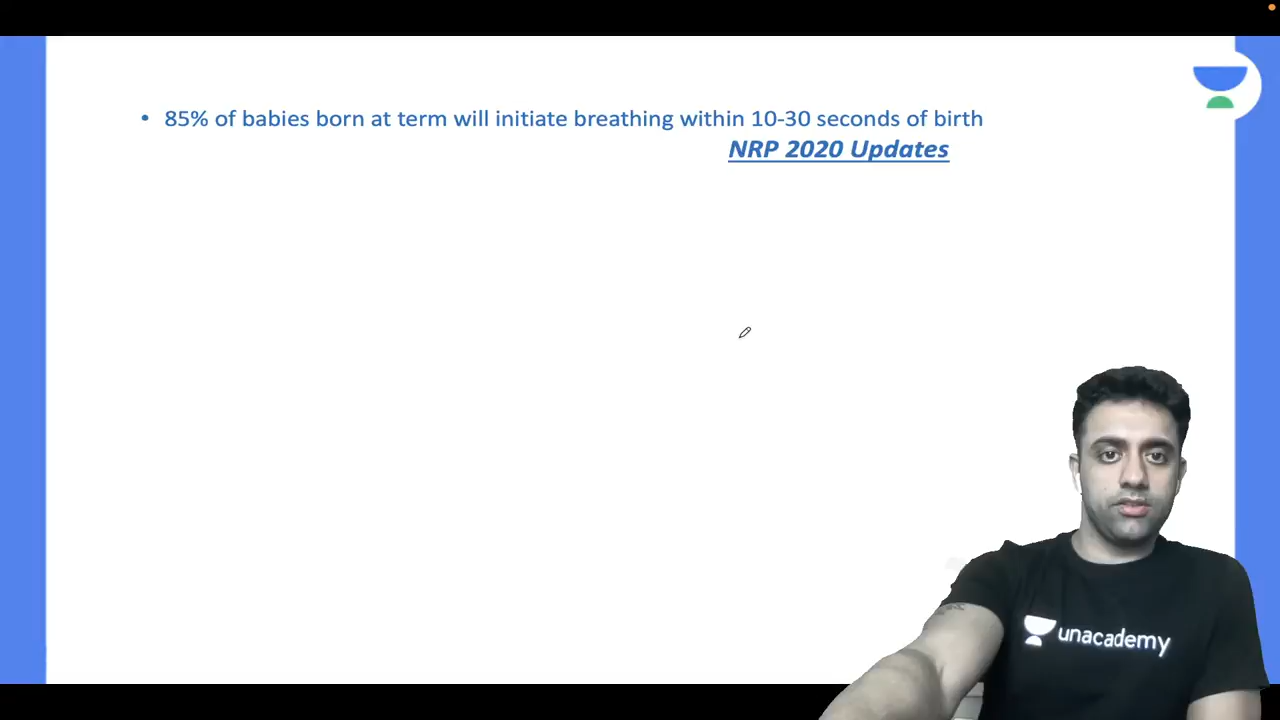 • 85% of babies born at term will initiate breathing within 10-30 seconds of birth
NRP 2020 Updates
unacademy